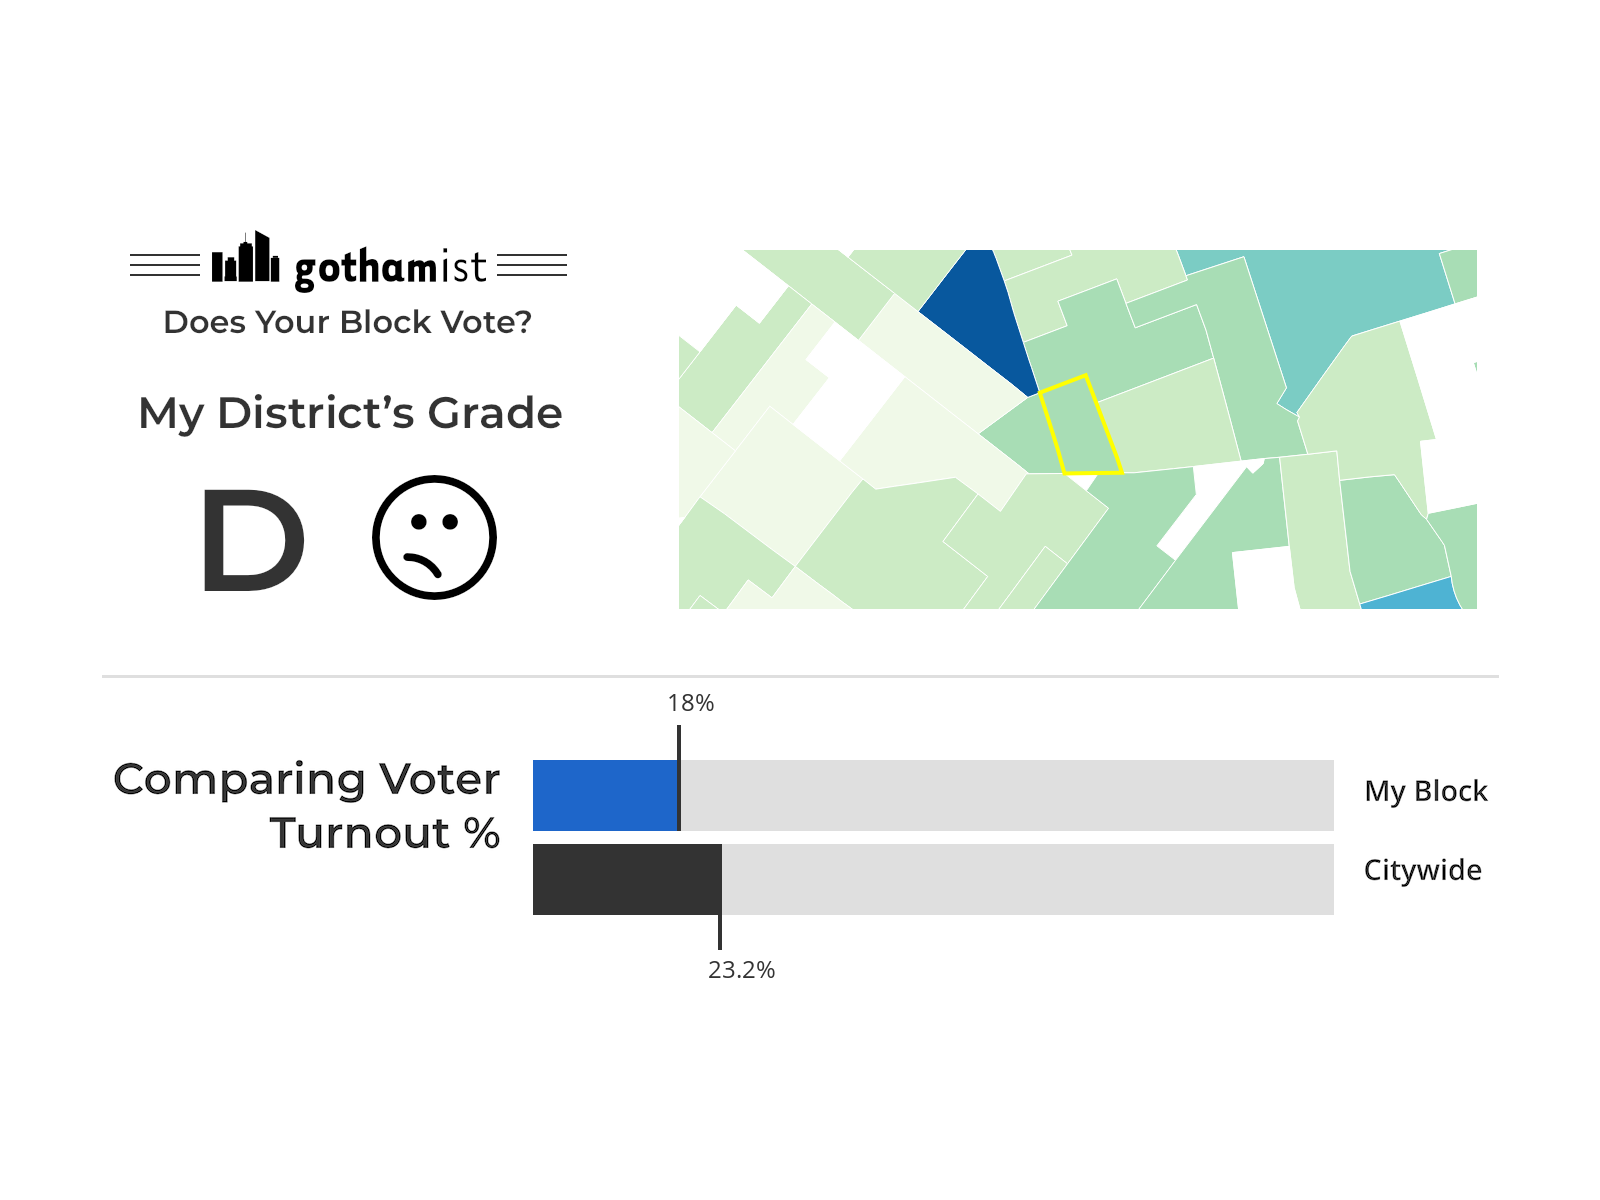 gothamist
Does Your Block Vote?
My District’s Grade
D
18%
Comparing Voter
Turnout %
My Block
Citywide
23.2%